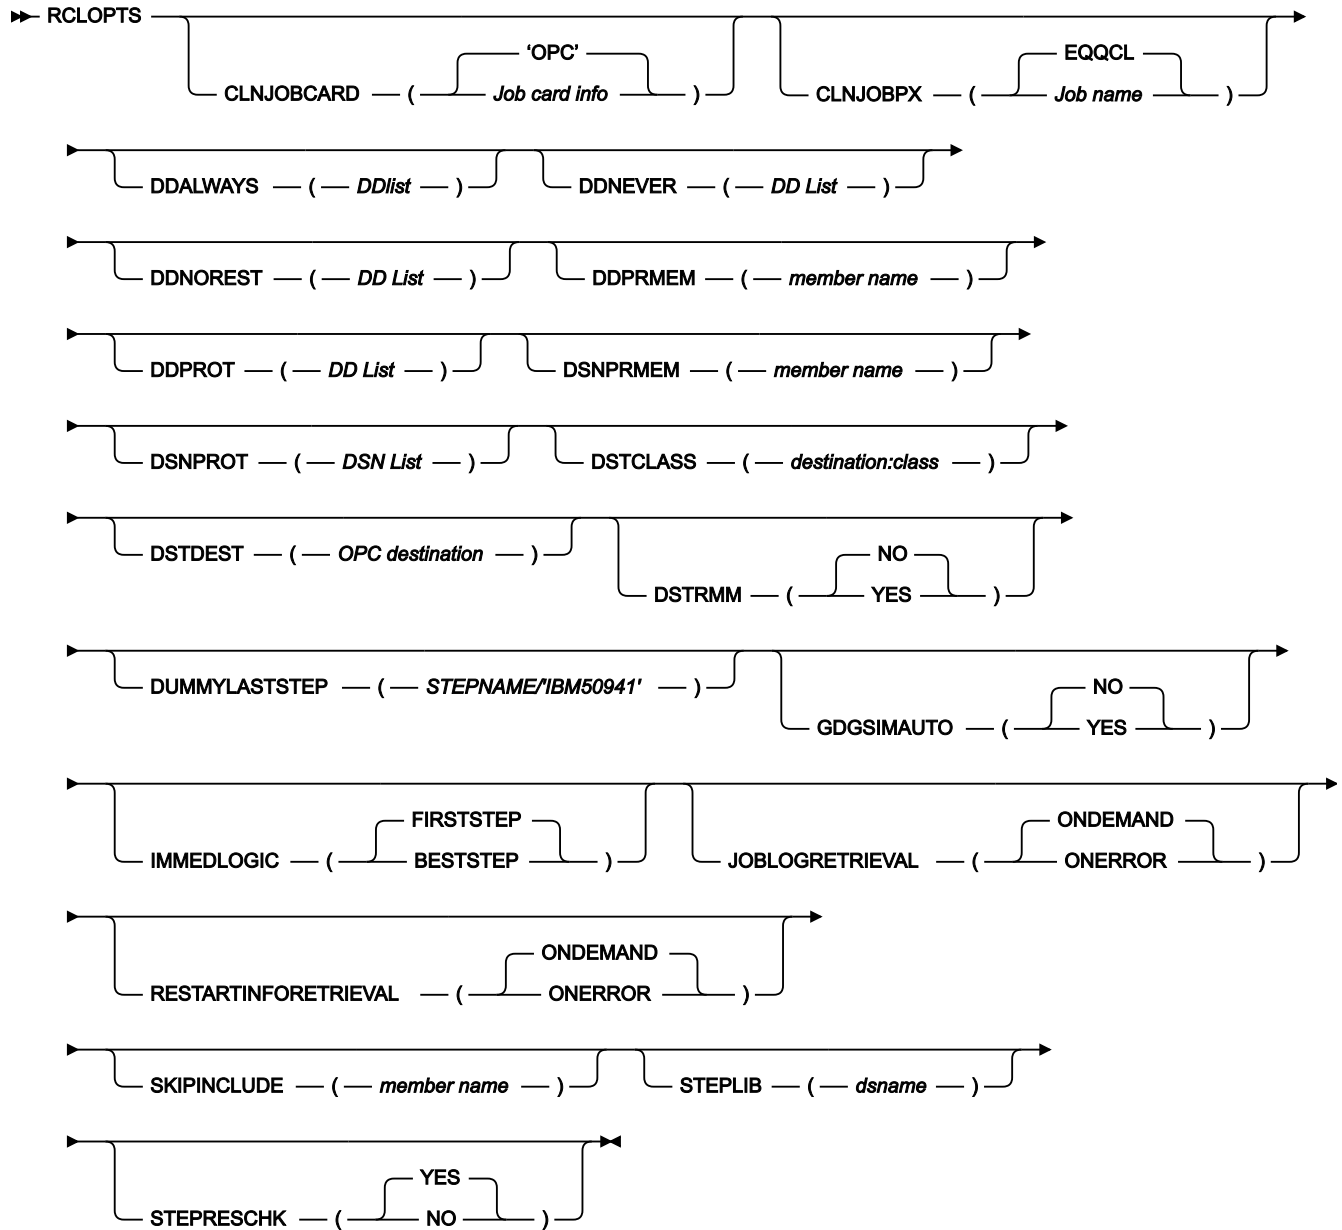 RCLOPTS
'OPC'
EQQCL
CLNJOBCARD ( Job card info ) CLNJOBPX ( Job name )
DDALWAYS ( DDlist ) DDNEVER ( DD List )
DDNOREST ( DD List ) DDPRMEM ( member name )
DDPROT ( DD List ) DSNPRMEM ( member name )
DSNPROT ( DSN List ) DSTCLASS ( destination:class )
DSTDEST ( OPC destination )
NO
DSTRMM ( YES )
DUMMYLASTSTEP ( STEPNAME/'IBM50941' )
NO
GDGSIMAUTO ( YES )
FIRSTSTEP
ONDEMAND
IMMEDLOGIC ( BESTSTEP ) JOBLOGRETRIEVAL ( ONERROR )
ONDEMAND
RESTARTINFORETRIEVAL ( ONERROR )
SKIPINCLUDE ( member name ) STEPLIB ( dsname )
YES
STEPRESCHK ( NO )